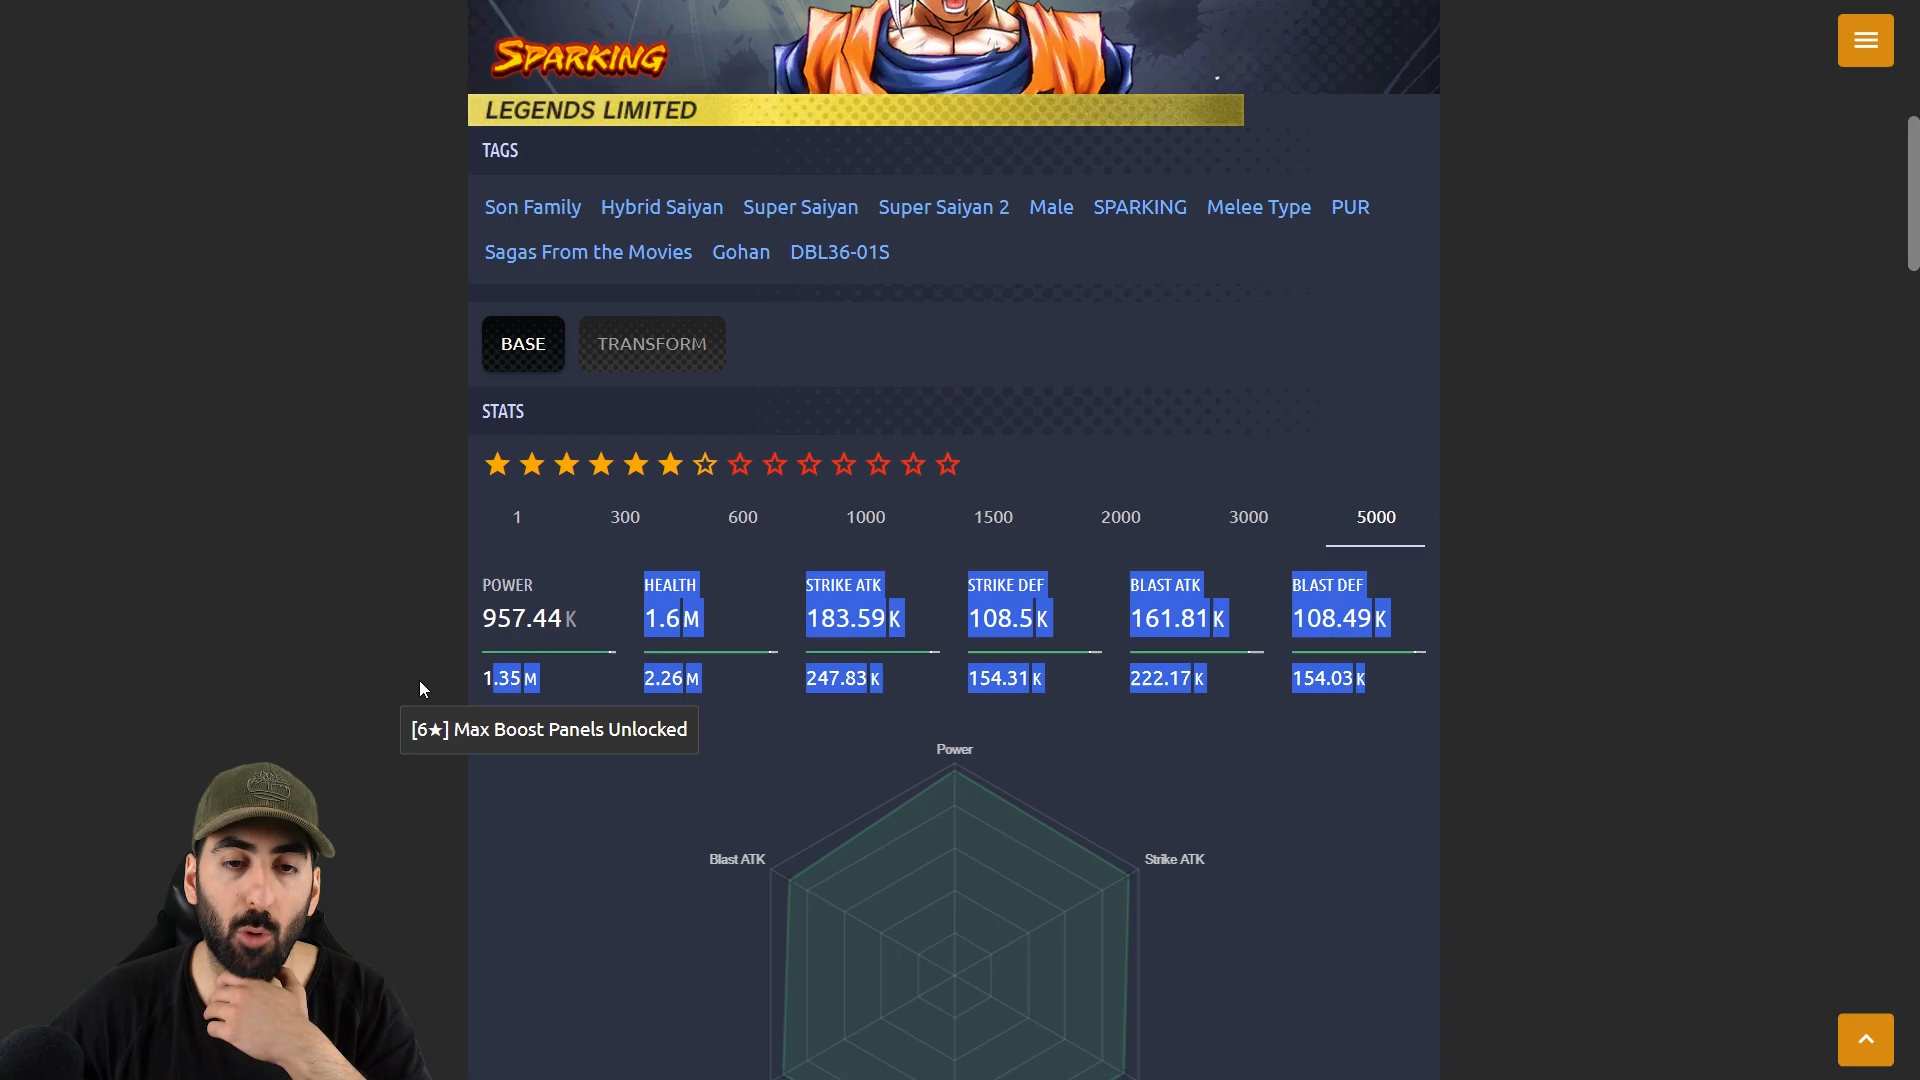 SPARKING
LEGENDS LIMITED
TAGS
Son Family Hybrid Saiyan Super Saiyan Super Saiyan 2 Male SPARKING Melee Type PUR
Sagas From the Movies Gohan DBL36-01S
BASE TRANSFORM
STATS
1 300 600 1000 1500 2000 3000 5000
POWER HEALTH STRIKE ATK STRIKE DEF BLAST ATK BLAST DEF
957.44 K 1.6 M 183.59 K 108.5 K 161.81 K 108.49 K
1.35 M 2.26 M 247.83 K 154.31 K 222.17 K 154.03 K
[6★] Max Boost Panels Unlocked
Power
Blast ATK Strike ATK